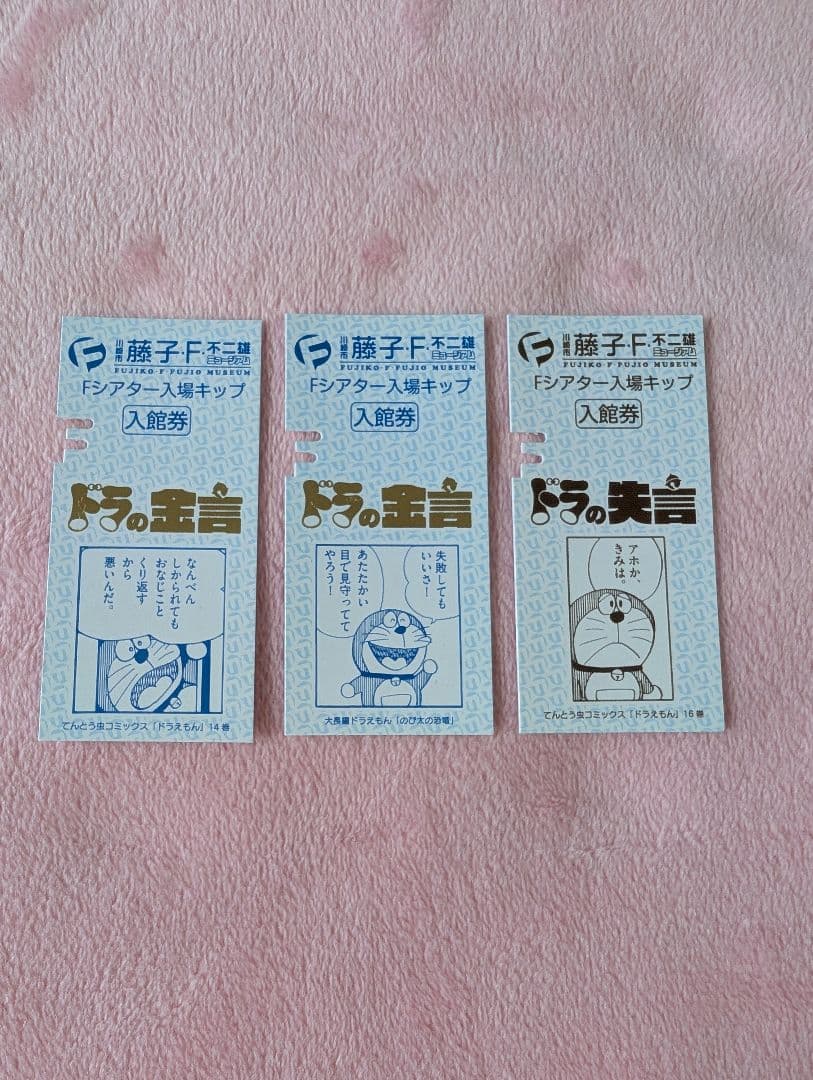 川崎市
藤子・F・不二雄
ミュージアム
FUJIKO・F・FUJIO MUSEUM
Fシアター入場キップ
入館券
ドラの金言
なんべん
しかられても
おなじこと
くり返す
から
悪いんだ。
てんとう虫コミックス「ドラえもん」14巻
川崎市
藤子・F・不二雄
ミュージアム
FUJIKO・F・FUJIO MUSEUM
Fシアター入場キップ
入館券
ドラの金言
失敗しても
いいさ!
あたたかい
目で見守ってて
やろう!
大長編ドラえもん「のび太の恐竜」
川崎市
藤子・F・不二雄
ミュージアム
FUJIKO・F・FUJIO MUSEUM
Fシアター入場キップ
入館券
ドラの失言
アホか、
きみは。
てんとう虫コミックス「ドラえもん」16巻